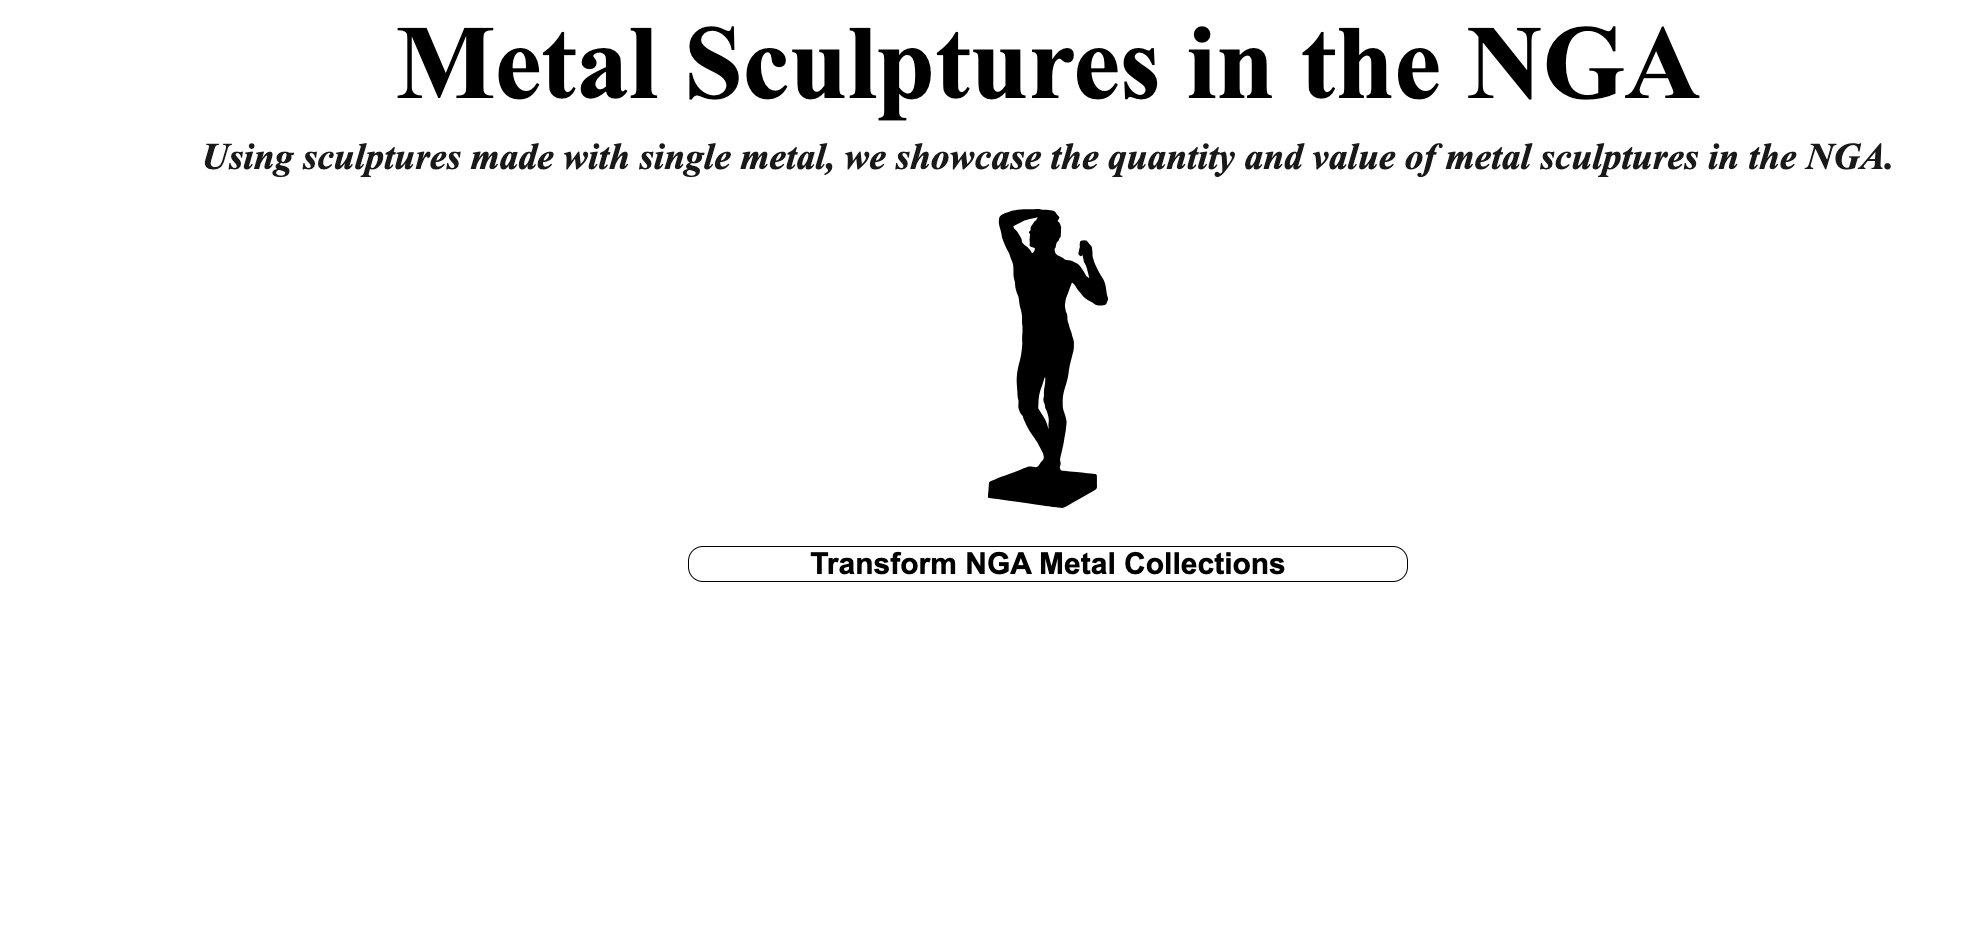 Metal Sculptures in the NGA
Using sculptures made with single metal, we showcase the quantity and value of metal sculptures in the NGA.
Transform NGA Metal Collections